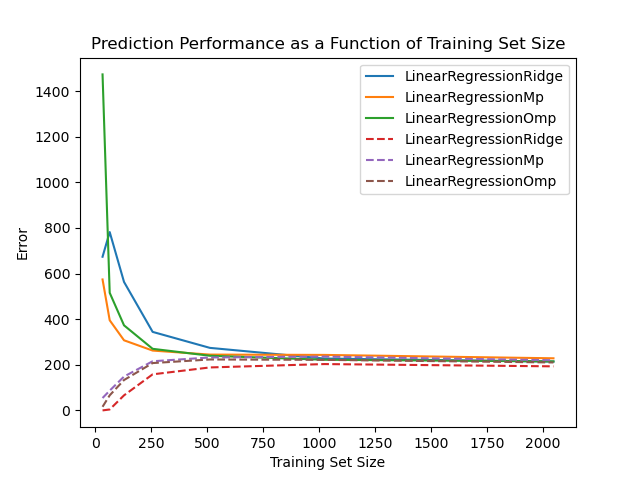 Prediction Performance as a Function of Training Set Size
LinearRegressionRidge
LinearRegressionMp
LinearRegressionOmp
LinearRegressionRidge
LinearRegressionMp
LinearRegressionOmp
Error
1400
1200
1000
800
600
400
200
0
0 250 500 750 1000 1250 1500 1750 2000
Training Set Size